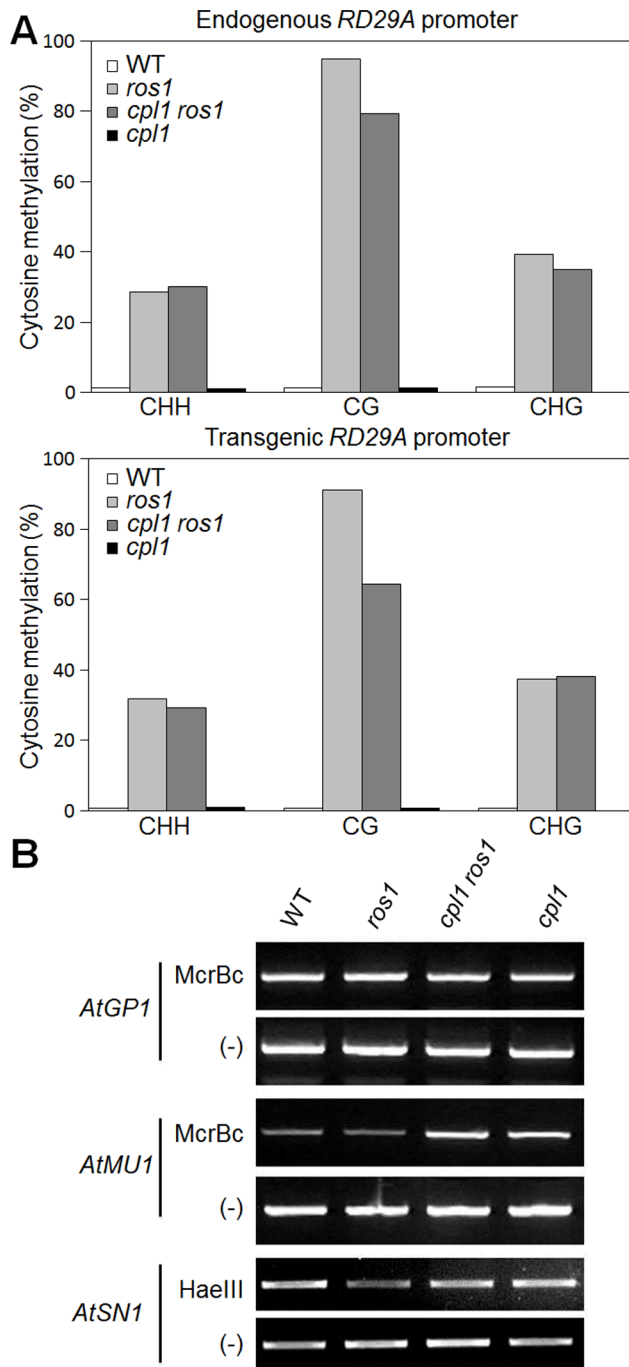 A
Endogenous RD29A promoter
Cytosine methylation (%)
100
80
60
40
20
0
WT
ros1
cpl1 ros1
cpl1
CHH CG CHG
Transgenic RD29A promoter
Cytosine methylation (%)
100
80
60
40
20
0
WT
ros1
cpl1 ros1
cpl1
CHH CG CHG
B
WT ros1 cpl1 ros1 cpl1
AtGP1
McrBc
(-)
AtMU1
McrBc
(-)
AtSN1
HaeIII
(-)